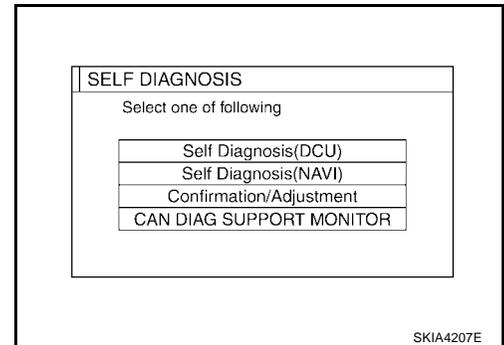 SELF DIAGNOSIS
Select one of following
Self Diagnosis(DCU)
Self Diagnosis(NAVI)
Confirmation/Adjustment
CAN DIAG SUPPORT MONITOR
SKIA4207E